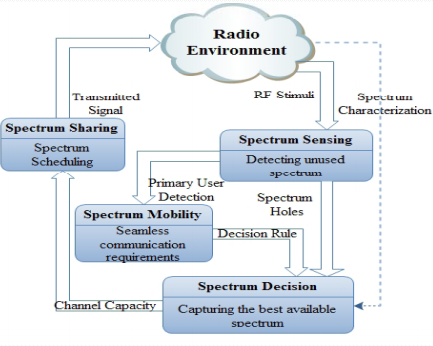 Radio
Environment
Transmitted
Signal
RF Stimuli
Spectrum
Characterization
Spectrum Sharing
Spectrum
Scheduling
Spectrum Sensing
Detecting unused
spectrum
Primary User
Detection
Spectrum
Holes
Spectrum Mobility
Seamless
communication
requirements
Decision Rule
Spectrum Decision
Capturing the best available
spectrum
Channel Capacity